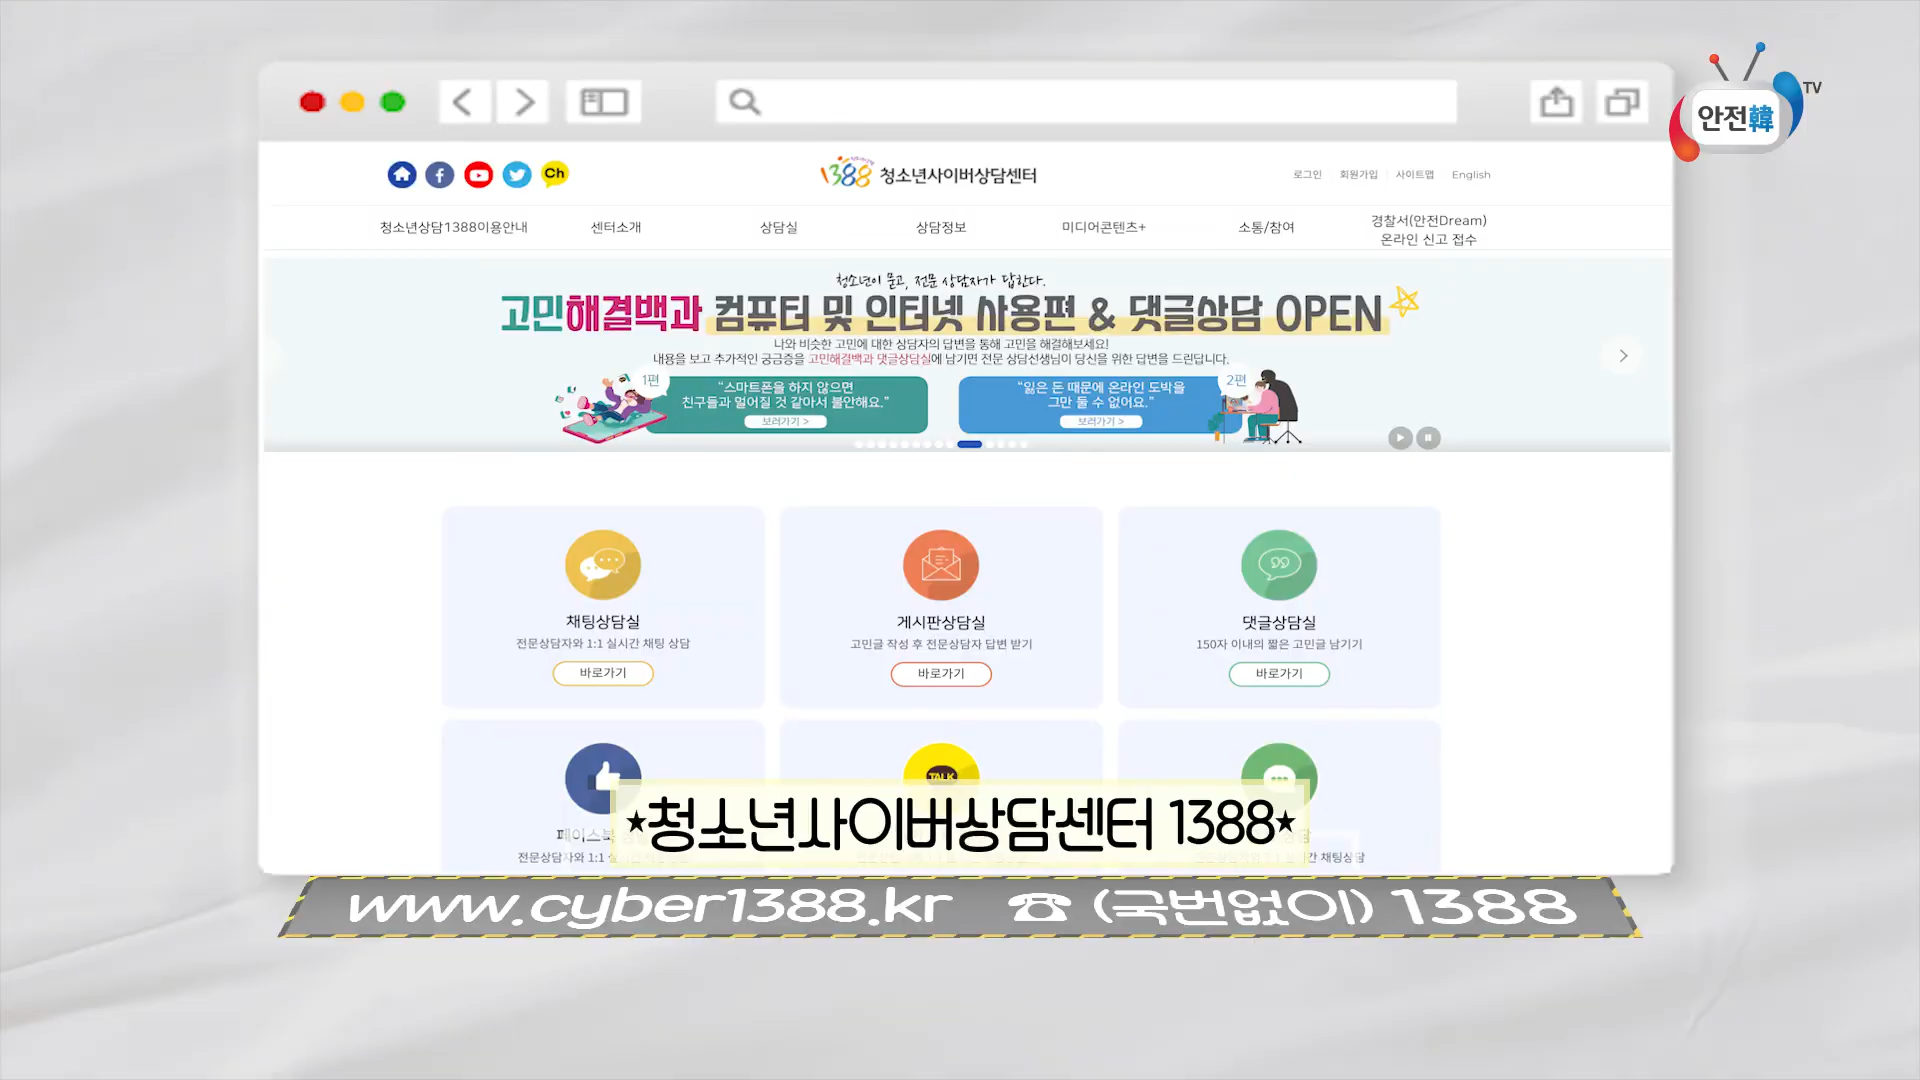 안전韓 TV
Ch
1388 청소년사이버상담센터
로그인 회원가입 사이트맵 English
청소년상담1388이용안내 센터소개 상담실 상담정보 미디어콘텐츠+ 소통/참여 경찰서(안전Dream)
온라인 신고 접수
청소년이 묻고, 전문 상담자가 답한다.
고민해결백과 컴퓨터 및 인터넷 사용편 & 댓글상담 OPEN
나와 비슷한 고민에 대한 상담자의 답변을 통해 고민을 해결해보세요!
내용을 보고 추가적인 궁금증을 고민해결백과 댓글상담실에 남기면 전문 상담선생님이 당신을 위한 답변을 드린답니다.
1편
“스마트폰을 하지 않으면
친구들과 멀어질 것 같아서 불안해요.”
보러가기 >
2편
“잃은 돈 때문에 온라인 도박을
그만 둘 수 없어요.”
보러가기 >
채팅상담실
전문상담자와 1:1 실시간 채팅 상담
바로가기
게시판상담실
고민글 작성 후 전문상담자 답변 받기
바로가기
댓글상담실
150자 이내의 짧은 고민글 남기기
바로가기
TALK
페이스북
전문상담자와 1:1
채팅상담
★청소년사이버상담센터 1388★
www.cyber1388.kr ☎ (국번없이) 1388